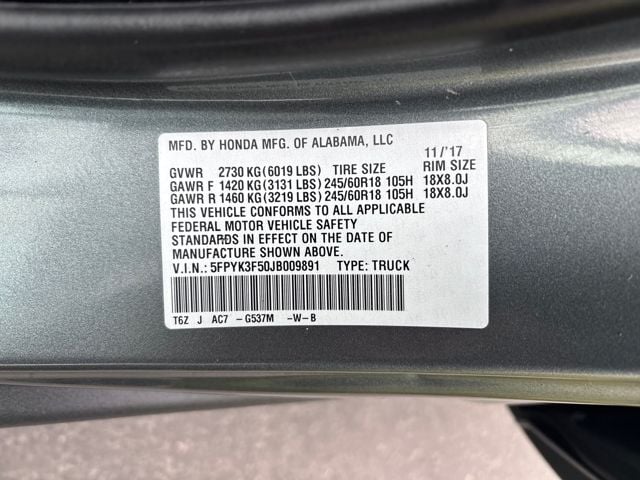 MFD. BY HONDA MFG. OF ALABAMA, LLC
11/'17
GVWR 2730 KG(6019 LBS) TIRE SIZE RIM SIZE
GAWR F 1420 KG(3131 LBS)245/60R18 105H 18X8.0J
GAWR R 1460 KG(3219 LBS)245/60R18 105H 18X8.0J
THIS VEHICLE CONFORMS TO ALL APPLICABLE
FEDERAL MOTOR VEHICLE SAFETY
STANDARDS IN EFFECT ON THE DATE OF
MANUFACTURE SHOWN ABOVE.
V.I.N.: 5FPYK3F50JB009891 TYPE: TRUCK
T6Z J AC7 -G537M -W-B